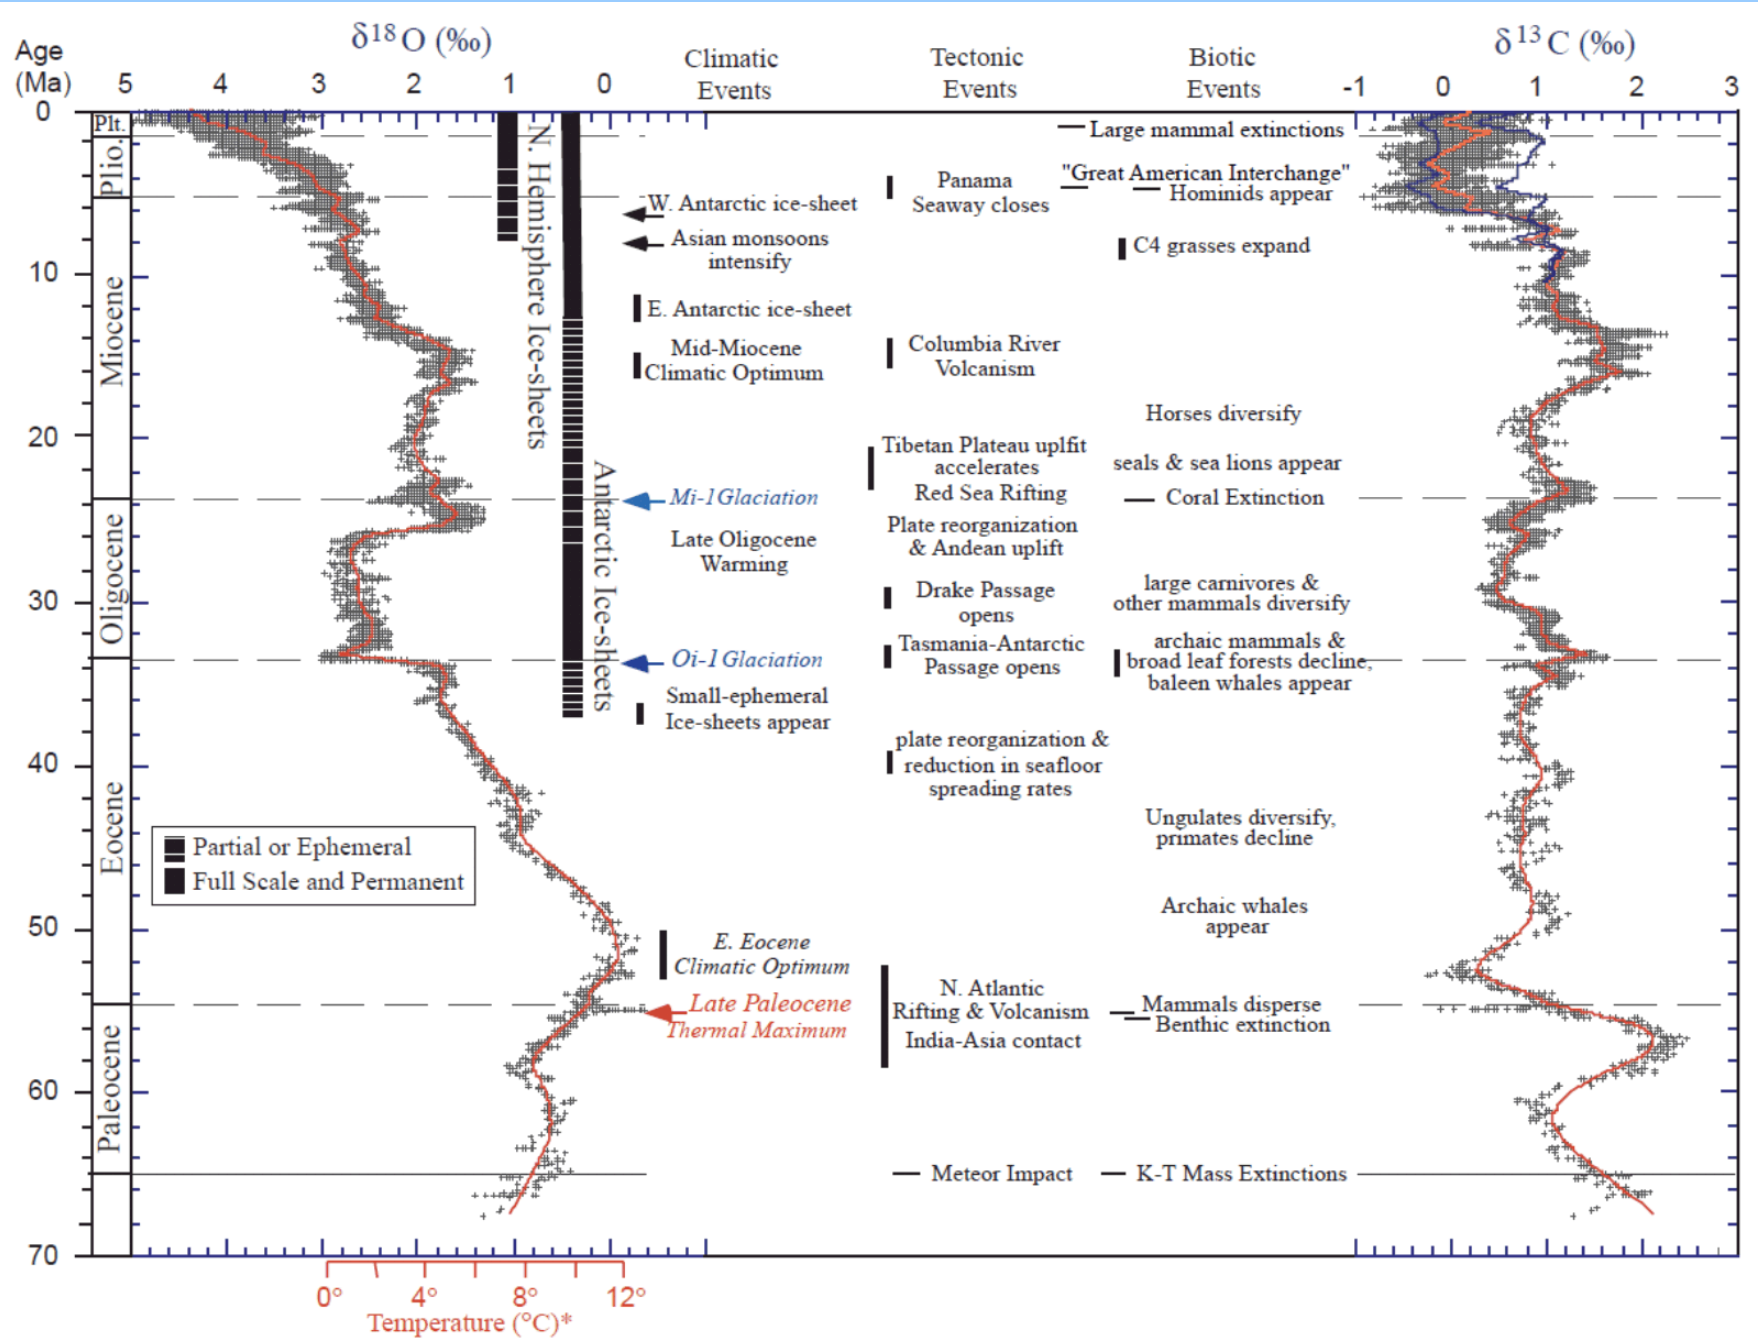 δ18O (‰)
δ13C (‰)
Age
(Ma)
5 4 3 2 1 0
Climatic
Events
Tectonic
Events
Biotic
Events
-1 0 1 2 3
0
10
20
30
40
50
60
70
Plt.
Plio.
Miocene
Oligocene
Eocene
Paleocene
N. Hemisphere Ice-sheets
Antarctic Ice-sheets
Partial or Ephemeral
Full Scale and Permanent
W. Antarctic ice-sheet
Asian monsoons
intensify
E. Antarctic ice-sheet
Mid-Miocene
Climatic Optimum
Mi-1Glaciation
Late Oligocene
Warming
Oi-1Glaciation
Small-ephemeral
Ice-sheets appear
E. Eocene
Climatic Optimum
Late Paleocene
Thermal Maximum
Panama
Seaway closes
Columbia River
Volcanism
Tibetan Plateau uplfit
accelerates
Red Sea Rifting
Plate reorganization
& Andean uplift
Drake Passage
opens
Tasmania-Antarctic
Passage opens
plate reorganization &
reduction in seafloor
spreading rates
N. Atlantic
Rifting & Volcanism
India-Asia contact
Meteor Impact
Large mammal extinctions
"Great American Interchange"
Hominids appear
C4 grasses expand
Horses diversify
seals & sea lions appear
Coral Extinction
large carnivores &
other mammals diversify
archaic mammals &
broad leaf forests decline,
baleen whales appear
Ungulates diversify,
primates decline
Archaic whales
appear
Mammals disperse
Benthic extinction
K-T Mass Extinctions
0° 4° 8° 12°
Temperature (°C)*